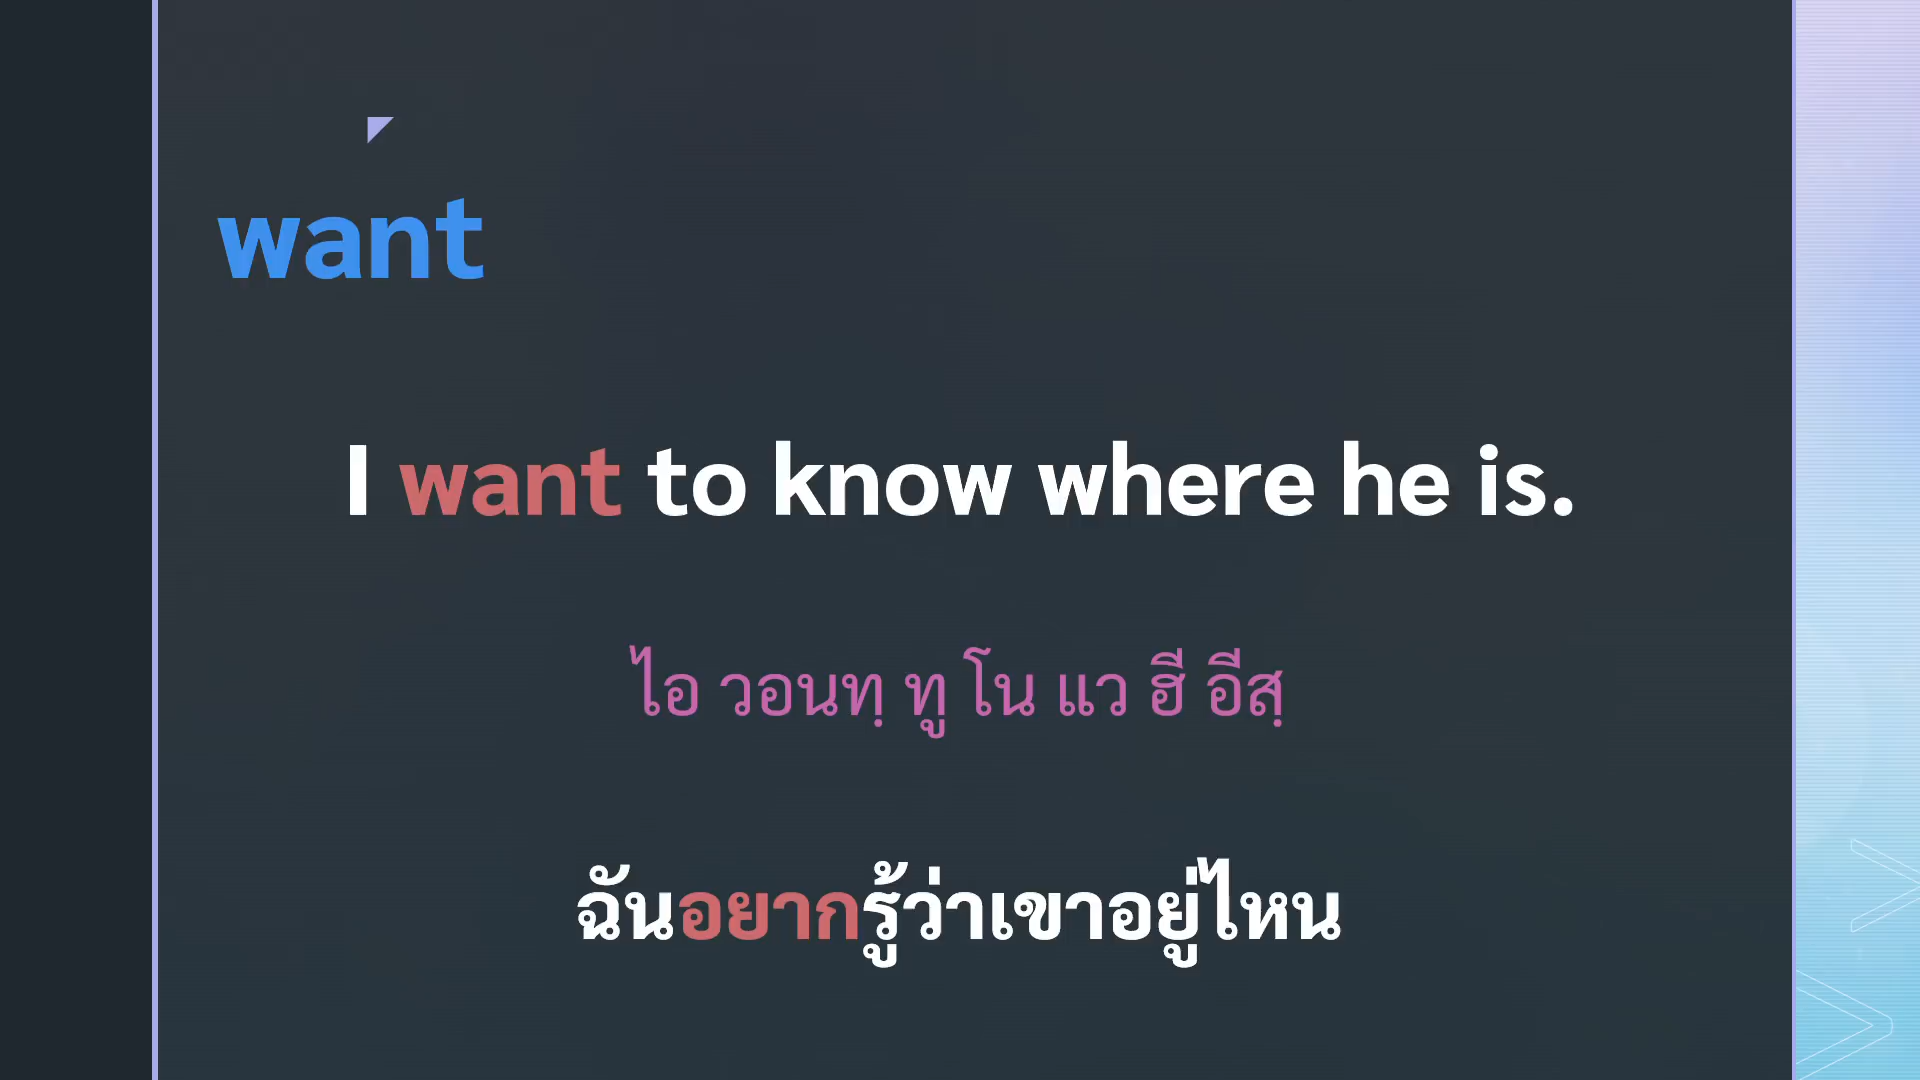 want
I want to know where he is.
ไอ วอนทฺ ทู โน แว ฮี อีสฺ
ฉันอยากรู้ว่าเขาอยู่ไหน